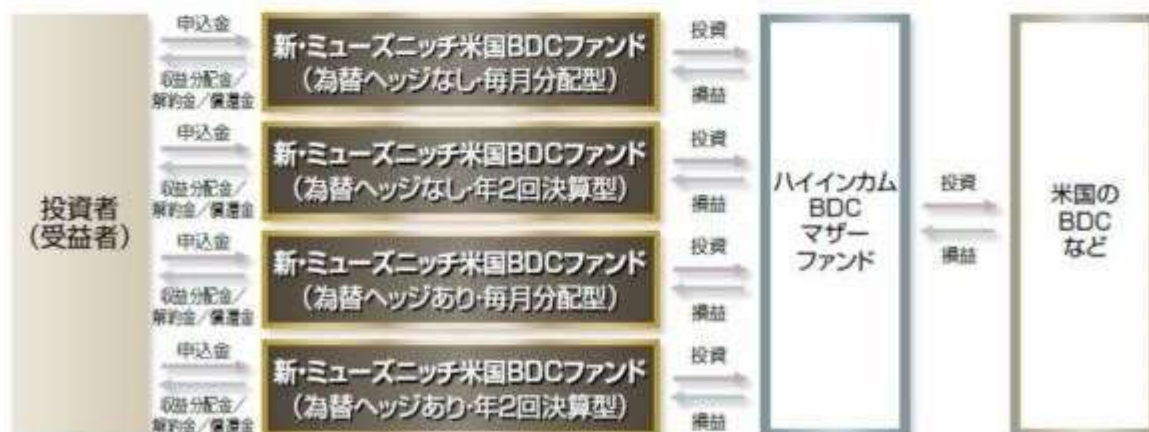 投資者
(受益者)
申込金
収益分配金/
解約金/償還金
新・ミューズニッチ米国BDCファンド
(為替ヘッジなし・毎月分配型)
投資
損益
申込金
収益分配金/
解約金/償還金
新・ミューズニッチ米国BDCファンド
(為替ヘッジなし・年2回決算型)
投資
損益
申込金
収益分配金/
解約金/償還金
新・ミューズニッチ米国BDCファンド
(為替ヘッジあり・毎月分配型)
投資
損益
申込金
収益分配金/
解約金/償還金
新・ミューズニッチ米国BDCファンド
(為替ヘッジあり・年2回決算型)
投資
損益
ハイインカム
BDC
マザー
ファンド
投資
損益
米国の
BDC
など